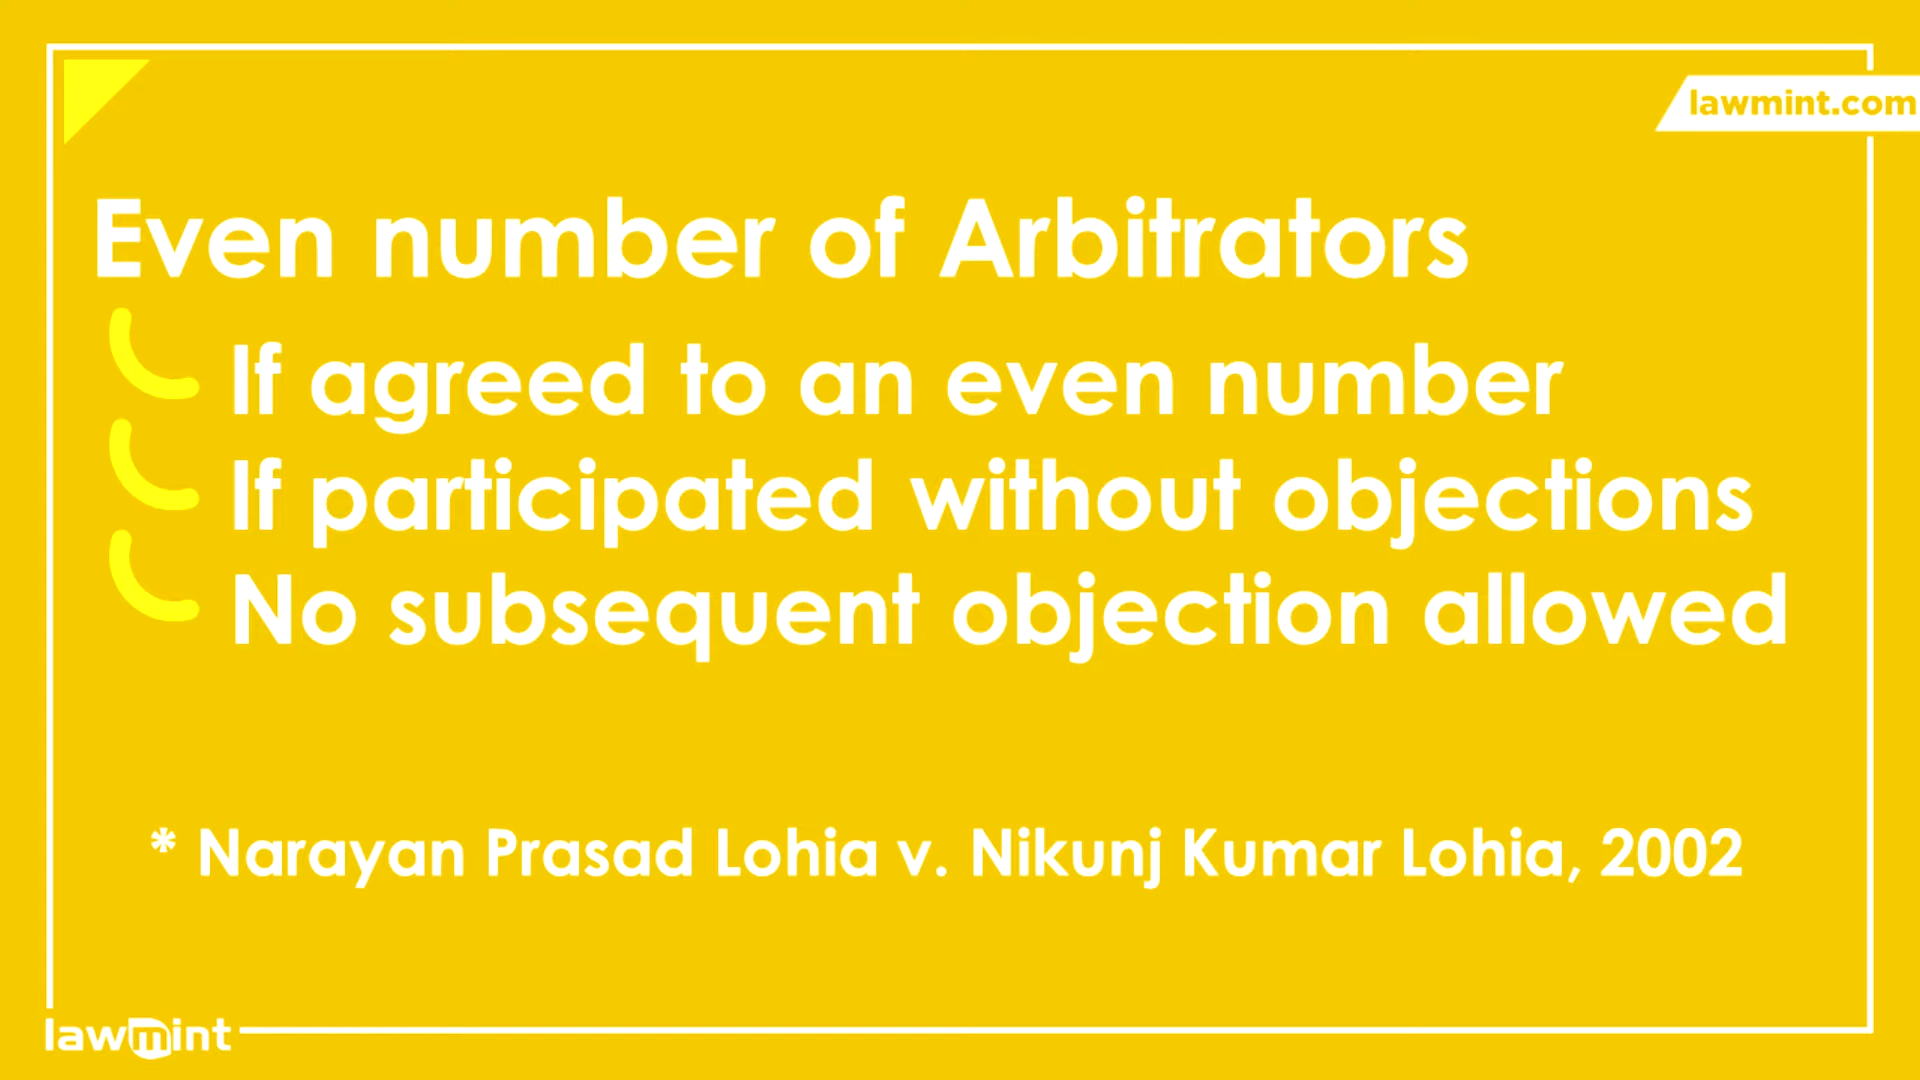 lawmint.com
Even number of Arbitrators
If agreed to an even number
If participated without objections
No subsequent objection allowed
* Narayan Prasad Lohia v. Nikunj Kumar Lohia, 2002
lawmint